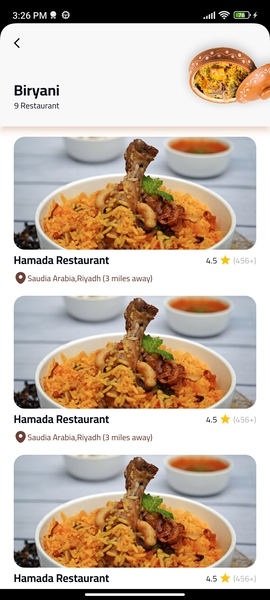 3:26 PM
78
Biryani
9 Restaurant
Hamada Restaurant
4.5 (456+)
Saudia Arabia,Riyadh (3 miles away)
Hamada Restaurant
4.5 (456+)
Saudia Arabia,Riyadh (3 miles away)
Hamada Restaurant
4.5 (456+)